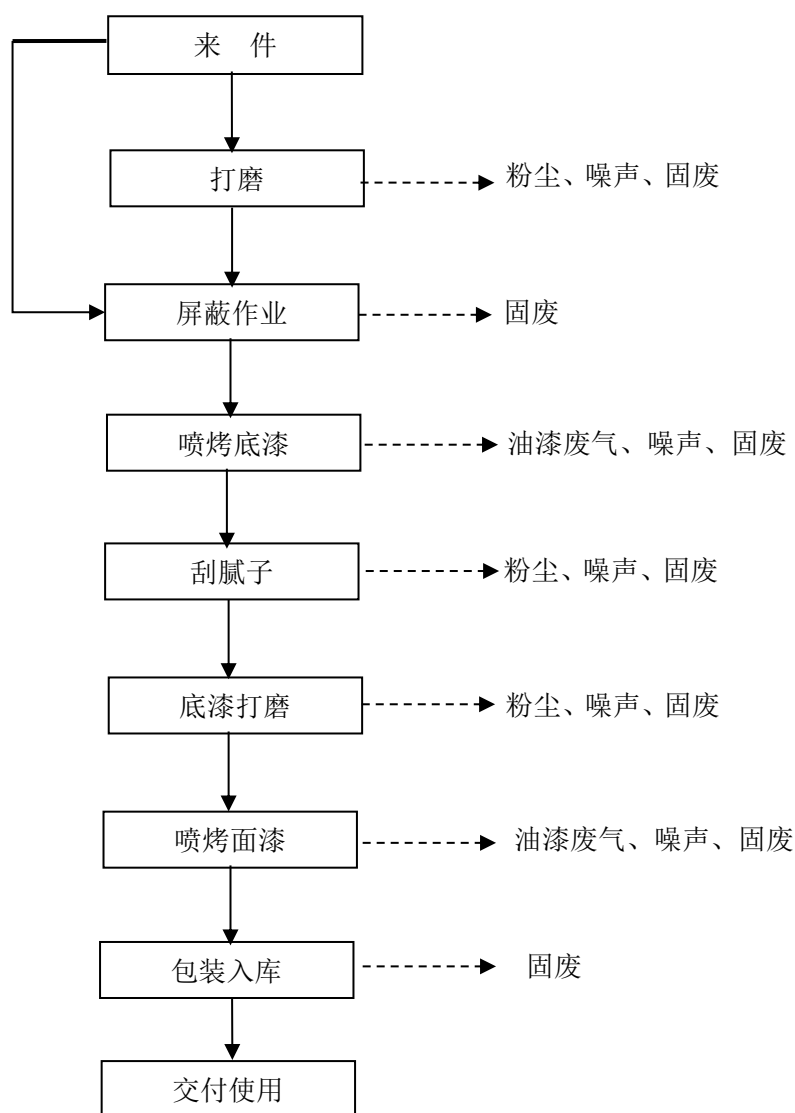 来 件
打磨
粉尘、噪声、固废
屏蔽作业
固废
喷烤底漆
油漆废气、噪声、固废
刮腻子
粉尘、噪声、固废
底漆打磨
粉尘、噪声、固废
喷烤面漆
油漆废气、噪声、固废
包装入库
固废
交付使用